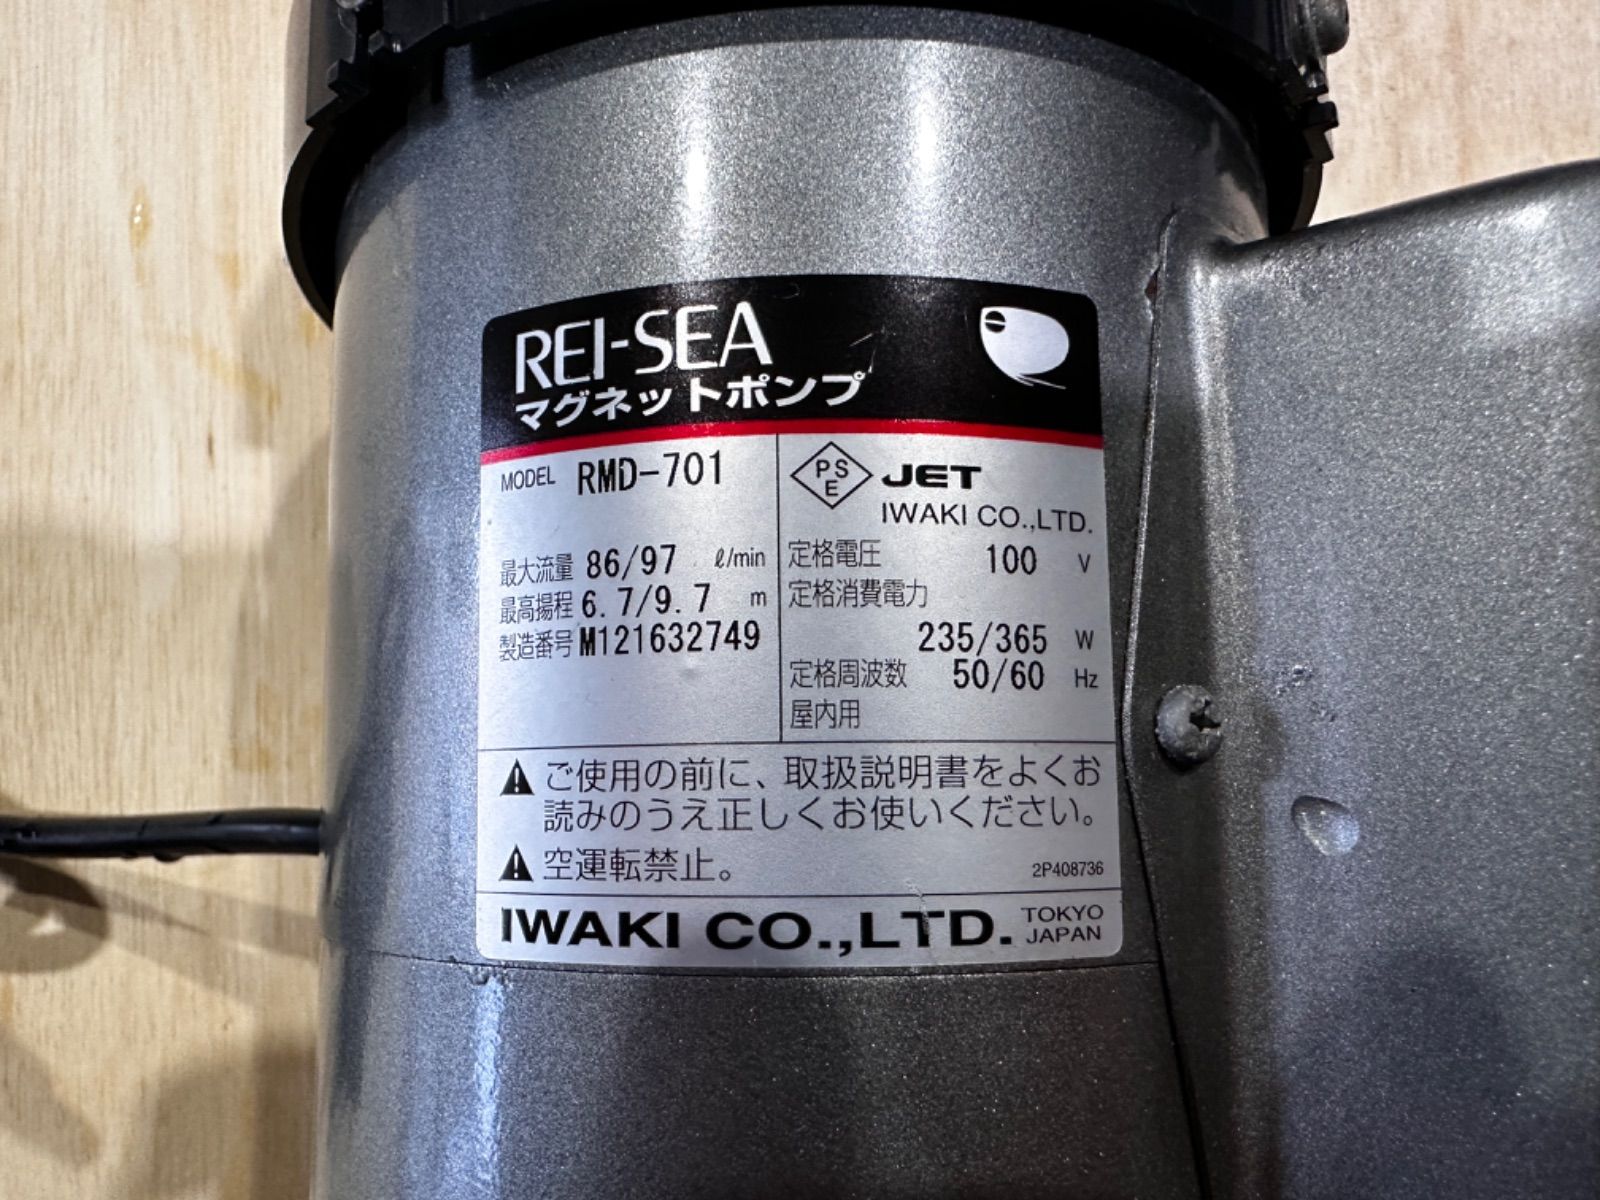 REI-SEA
マグネットポンプ
MODEL RMD-701
最大流量 86/97 ℓ/min
最高揚程 6.7/9.7 m
製造番号 M121632749
PSE JET
IWAKI CO.,LTD.
定格電圧 100 V
定格消費電力
235/365 W
定格周波数 50/60 Hz
屋内用
ご使用の前に、取扱説明書をよくお
読みのうえ正しくお使いください。
空運転禁止。
2P408736
IWAKI CO.,LTD. TOKYO
JAPAN